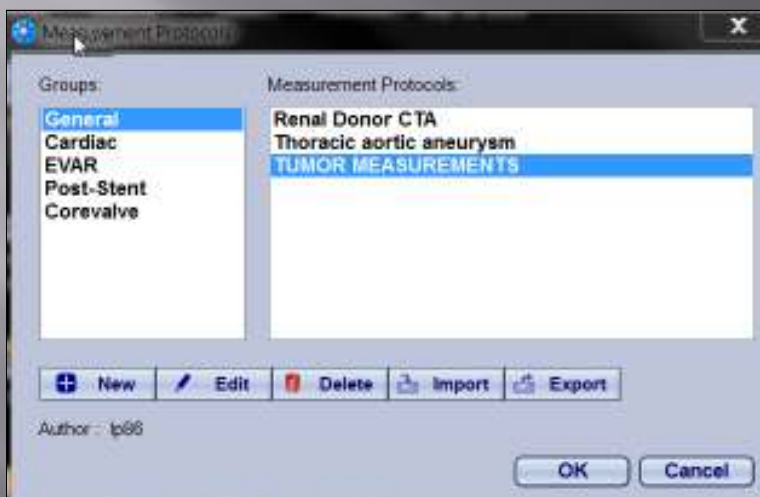 Measurement Protocols
Groups:
Measurement Protocols:
General
Cardiac
EVAR
Post-Stent
Corevalve
Renal Donor CTA
Thoracic aortic aneurysm
TUMOR MEASUREMENTS
New
Edit
Delete
Import
Export
Author :
OK
Cancel